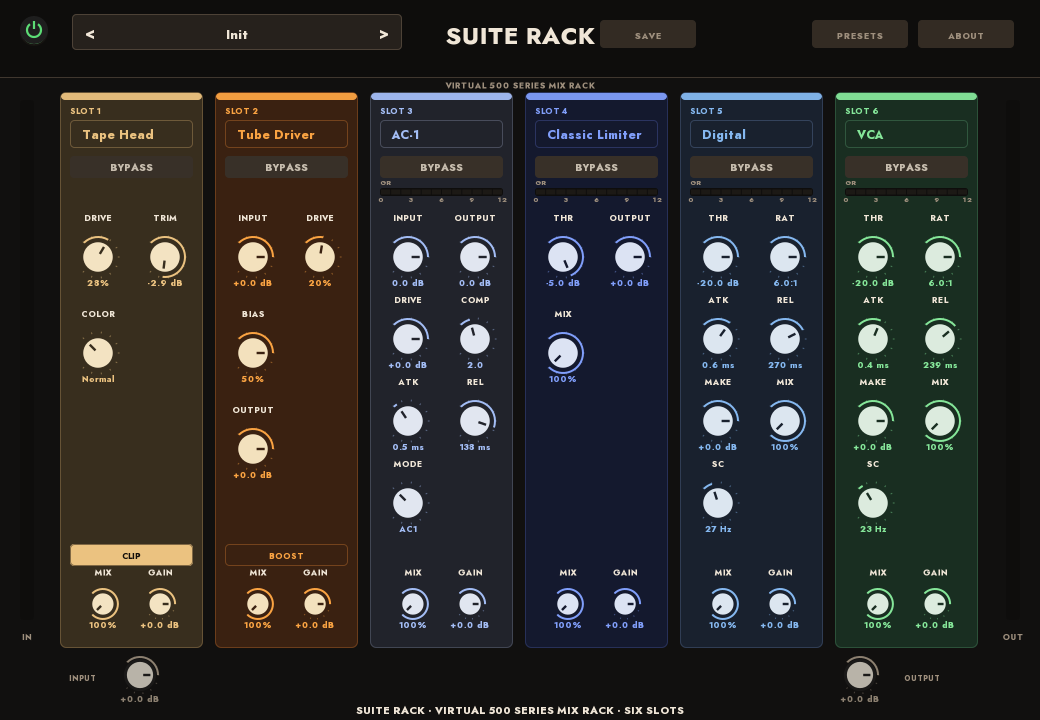 < Init >
SUITE RACK
SAVE
PRESETS
ABOUT
VIRTUAL 500 SERIES MIX RACK
SLOT 1
Tape Head
BYPASS
DRIVE TRIM
28% -2.9 dB
COLOR
Normal
CLIP
MIX GAIN
100% +0.0 dB
SLOT 2
Tube Driver
BYPASS
INPUT DRIVE
+0.0 dB 20%
BIAS
50%
OUTPUT
+0.0 dB
BOOST
MIX GAIN
100% +0.0 dB
SLOT 3
AC-1
BYPASS
GR
0 3 6 9 12
INPUT OUTPUT
0.0 dB 0.0 dB
DRIVE COMP
+0.0 dB 2.0
ATK REL
0.5 ms 138 ms
MODE
AC1
MIX GAIN
100% +0.0 dB
SLOT 4
Classic Limiter
BYPASS
GR
0 3 6 9 12
THR OUTPUT
-5.0 dB +0.0 dB
MIX
100%
MIX GAIN
100% +0.0 dB
SLOT 5
Digital
BYPASS
GR
0 3 6 9 12
THR RAT
-20.0 dB 6.0:1
ATK REL
0.6 ms 270 ms
MAKE MIX
+0.0 dB 100%
SC
27 Hz
MIX GAIN
100% +0.0 dB
SLOT 6
VCA
BYPASS
GR
0 3 6 9 12
THR RAT
-20.0 dB 6.0:1
ATK REL
0.4 ms 239 ms
MAKE MIX
+0.0 dB 100%
SC
23 Hz
MIX GAIN
100% +0.0 dB
IN
OUT
INPUT
+0.0 dB
OUTPUT
+0.0 dB
SUITE RACK · VIRTUAL 500 SERIES MIX RACK · SIX SLOTS